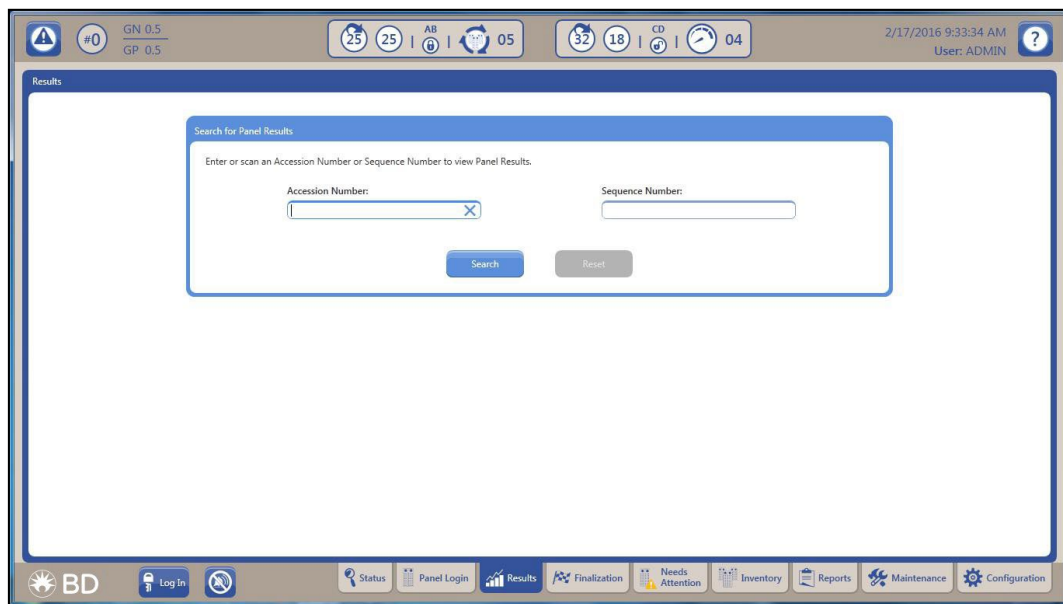 #0
GN 0.5
GP 0.5
25 25 | AB | 05
32 18 | CD | 04
2/17/2016 9:33:34 AM
User: ADMIN
?
Results
Search for Panel Results
Enter or scan an Accession Number or Sequence Number to view Panel Results.
Accession Number:
Sequence Number:
Search
Reset
BD
Log In
Status
Panel Login
Results
Finalization
Needs
Attention
Inventory
Reports
Maintenance
Configuration